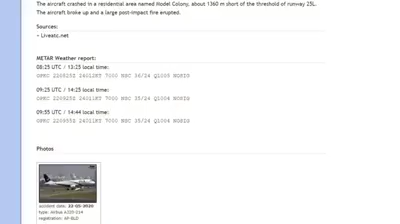 The aircraft crashed in a residential area named Model Colony, about 1360 m short of the threshold of runway 25L.
The aircraft broke up and a large post-impact fire erupted.
Sources:
• Liveatc.net
METAR Weather report:
08:25 UTC / 13:25 local time:
OPKC 220825Z 24012KT 7000 NSC 36/24 Q1005 NOSIG
09:25 UTC / 14:25 local time:
OPKC 220925Z 24011KT 7000 NSC 35/24 Q1005 NOSIG
09:55 UTC / 14:44 local time:
OPKC 220955Z 24011KT 7000 NSC 35/24 Q1004 NOSIG
Photos
accident date: 22-05-2020
type: Airbus A320-214
registration: AP-BLD